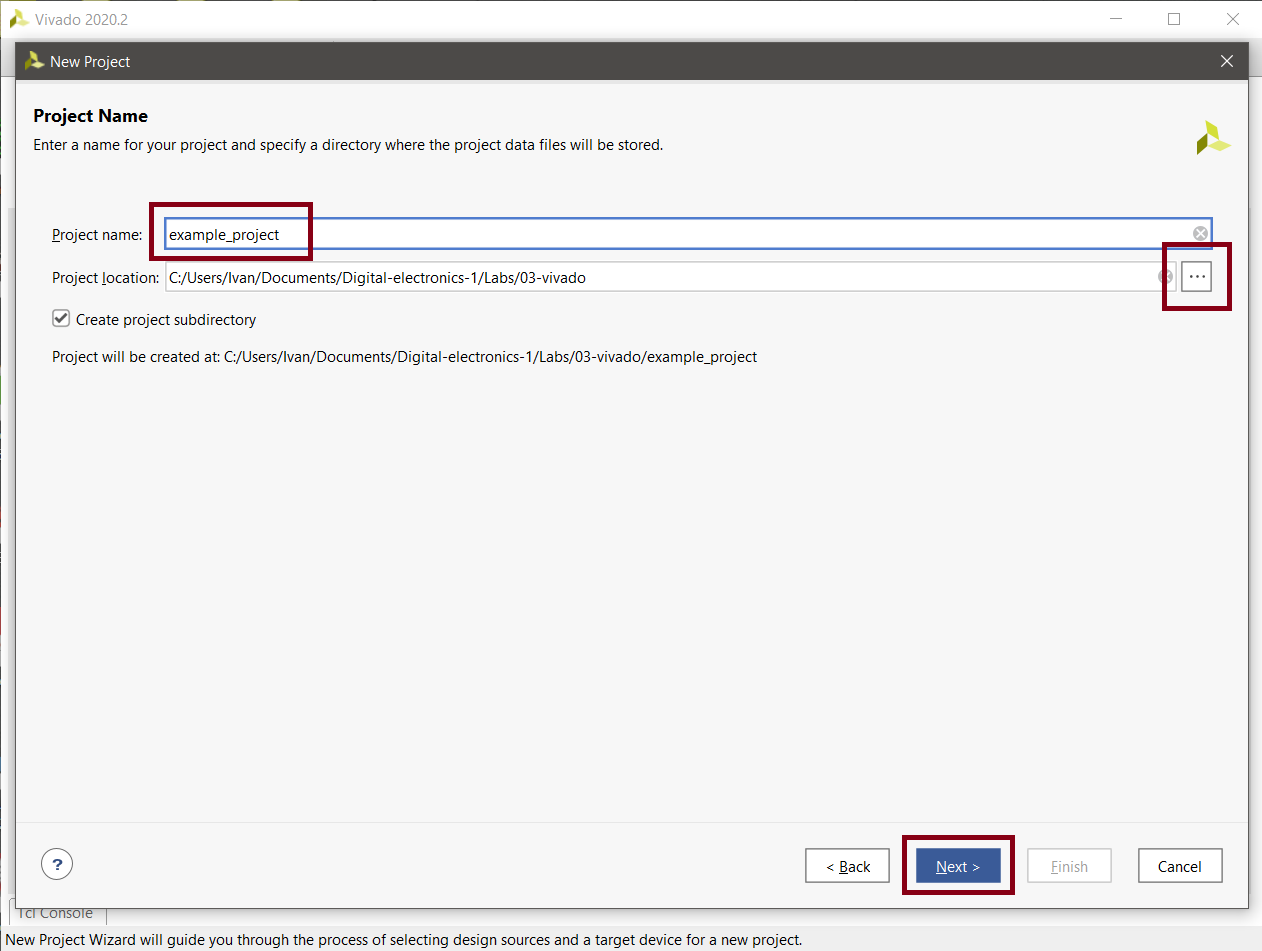 Vivado 2020.2
New Project
Project Name
Enter a name for your project and specify a directory where the project data files will be stored.
Project name: example_project
Project location: C:/Users/Ivan/Documents/Digital-electronics-1/Labs/03-vivado
...
Create project subdirectory
Project will be created at: C:/Users/Ivan/Documents/Digital-electronics-1/Labs/03-vivado/example_project
? < Back Next > Finish Cancel
Tcl Console
New Project Wizard will guide you through the process of selecting design sources and a target device for a new project.